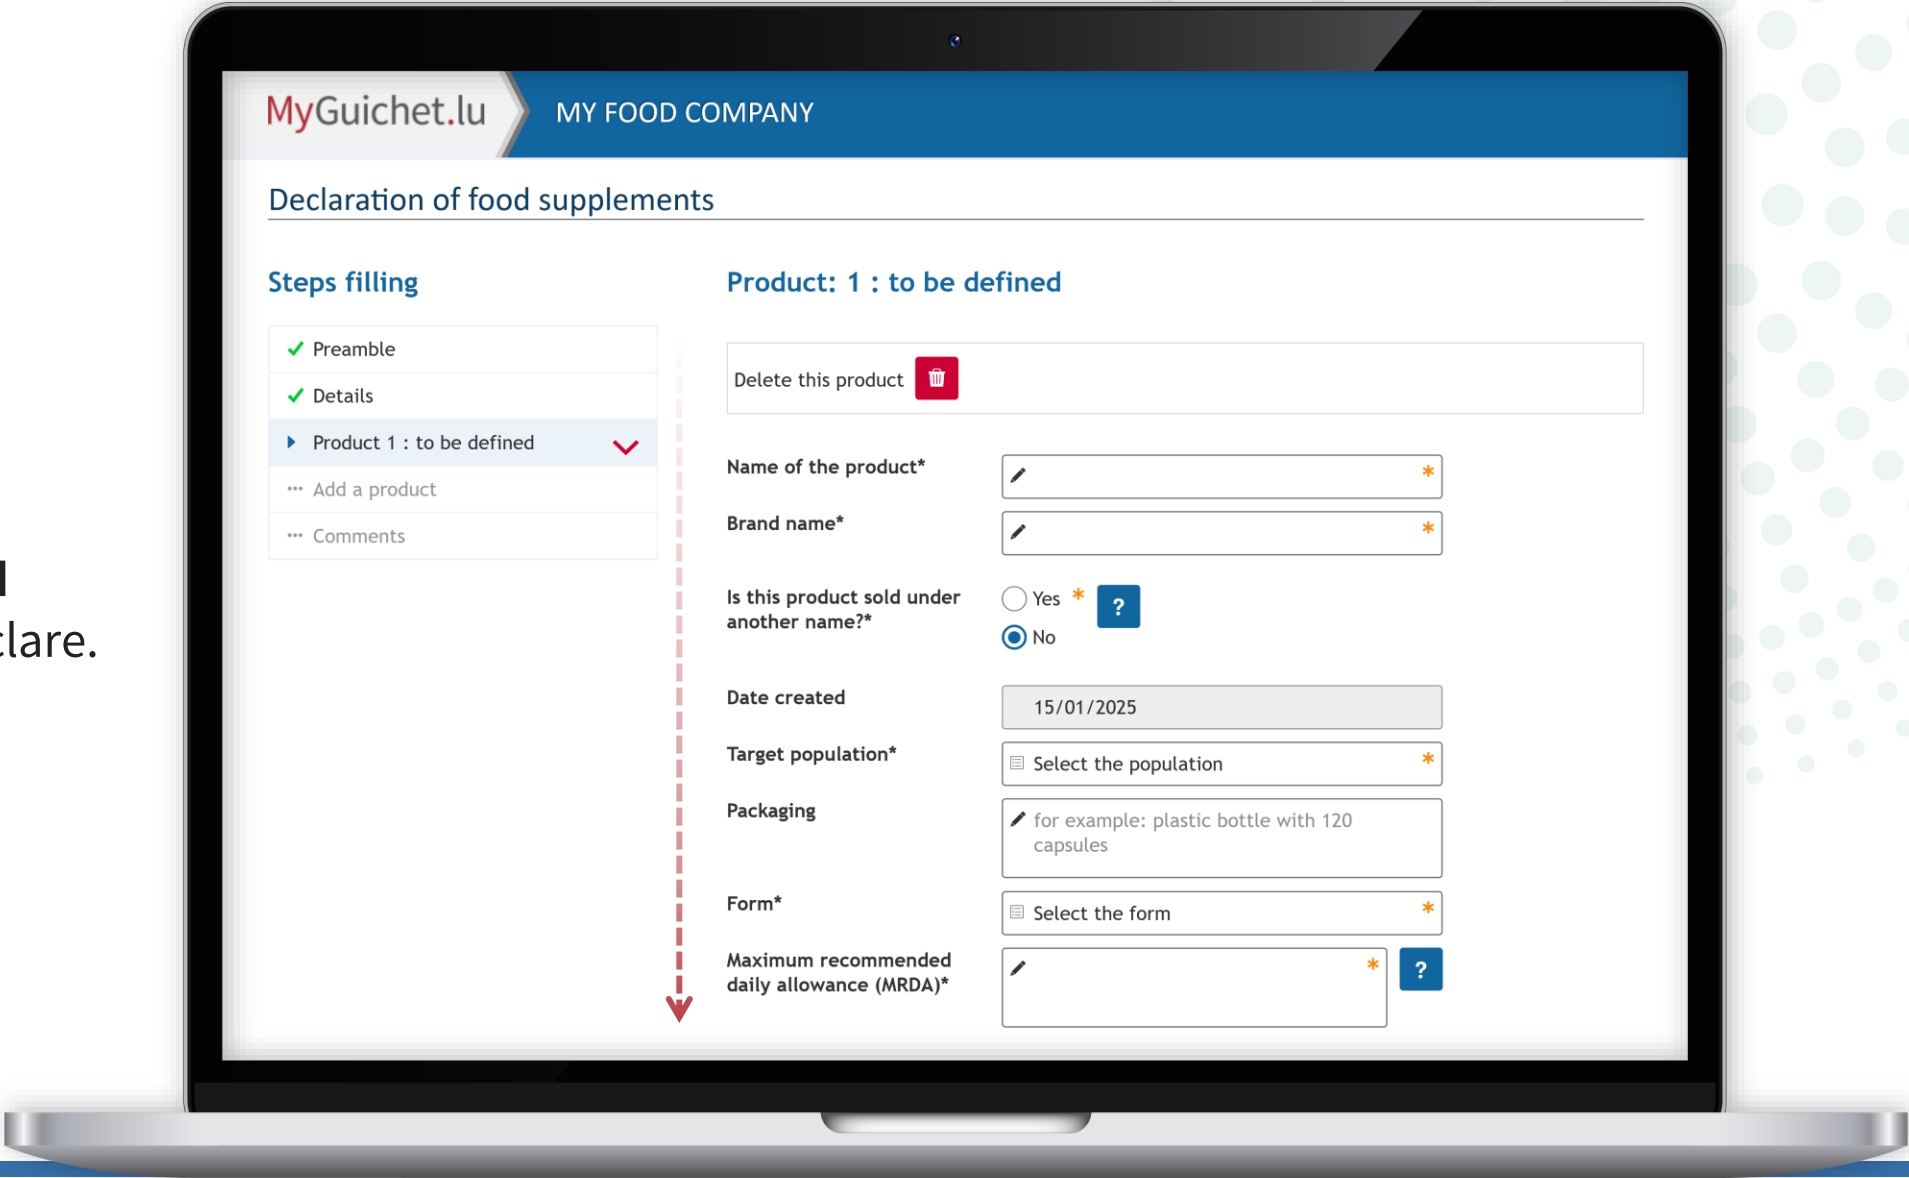 MyGuichet.lu
MY FOOD COMPANY
Declaration of food supplements
Steps filling
Preamble
Details
Product 1 : to be defined
Add a product
Comments
clare.
Product: 1 : to be defined
Delete this product
Name of the product*
*
Brand name*
*
Is this product sold under
another name?*
Yes * ?
No
Date created
15/01/2025
Target population*
Select the population *
Packaging
for example: plastic bottle with 120
capsules
Form*
Select the form *
Maximum recommended
daily allowance (MRDA)*
* ?